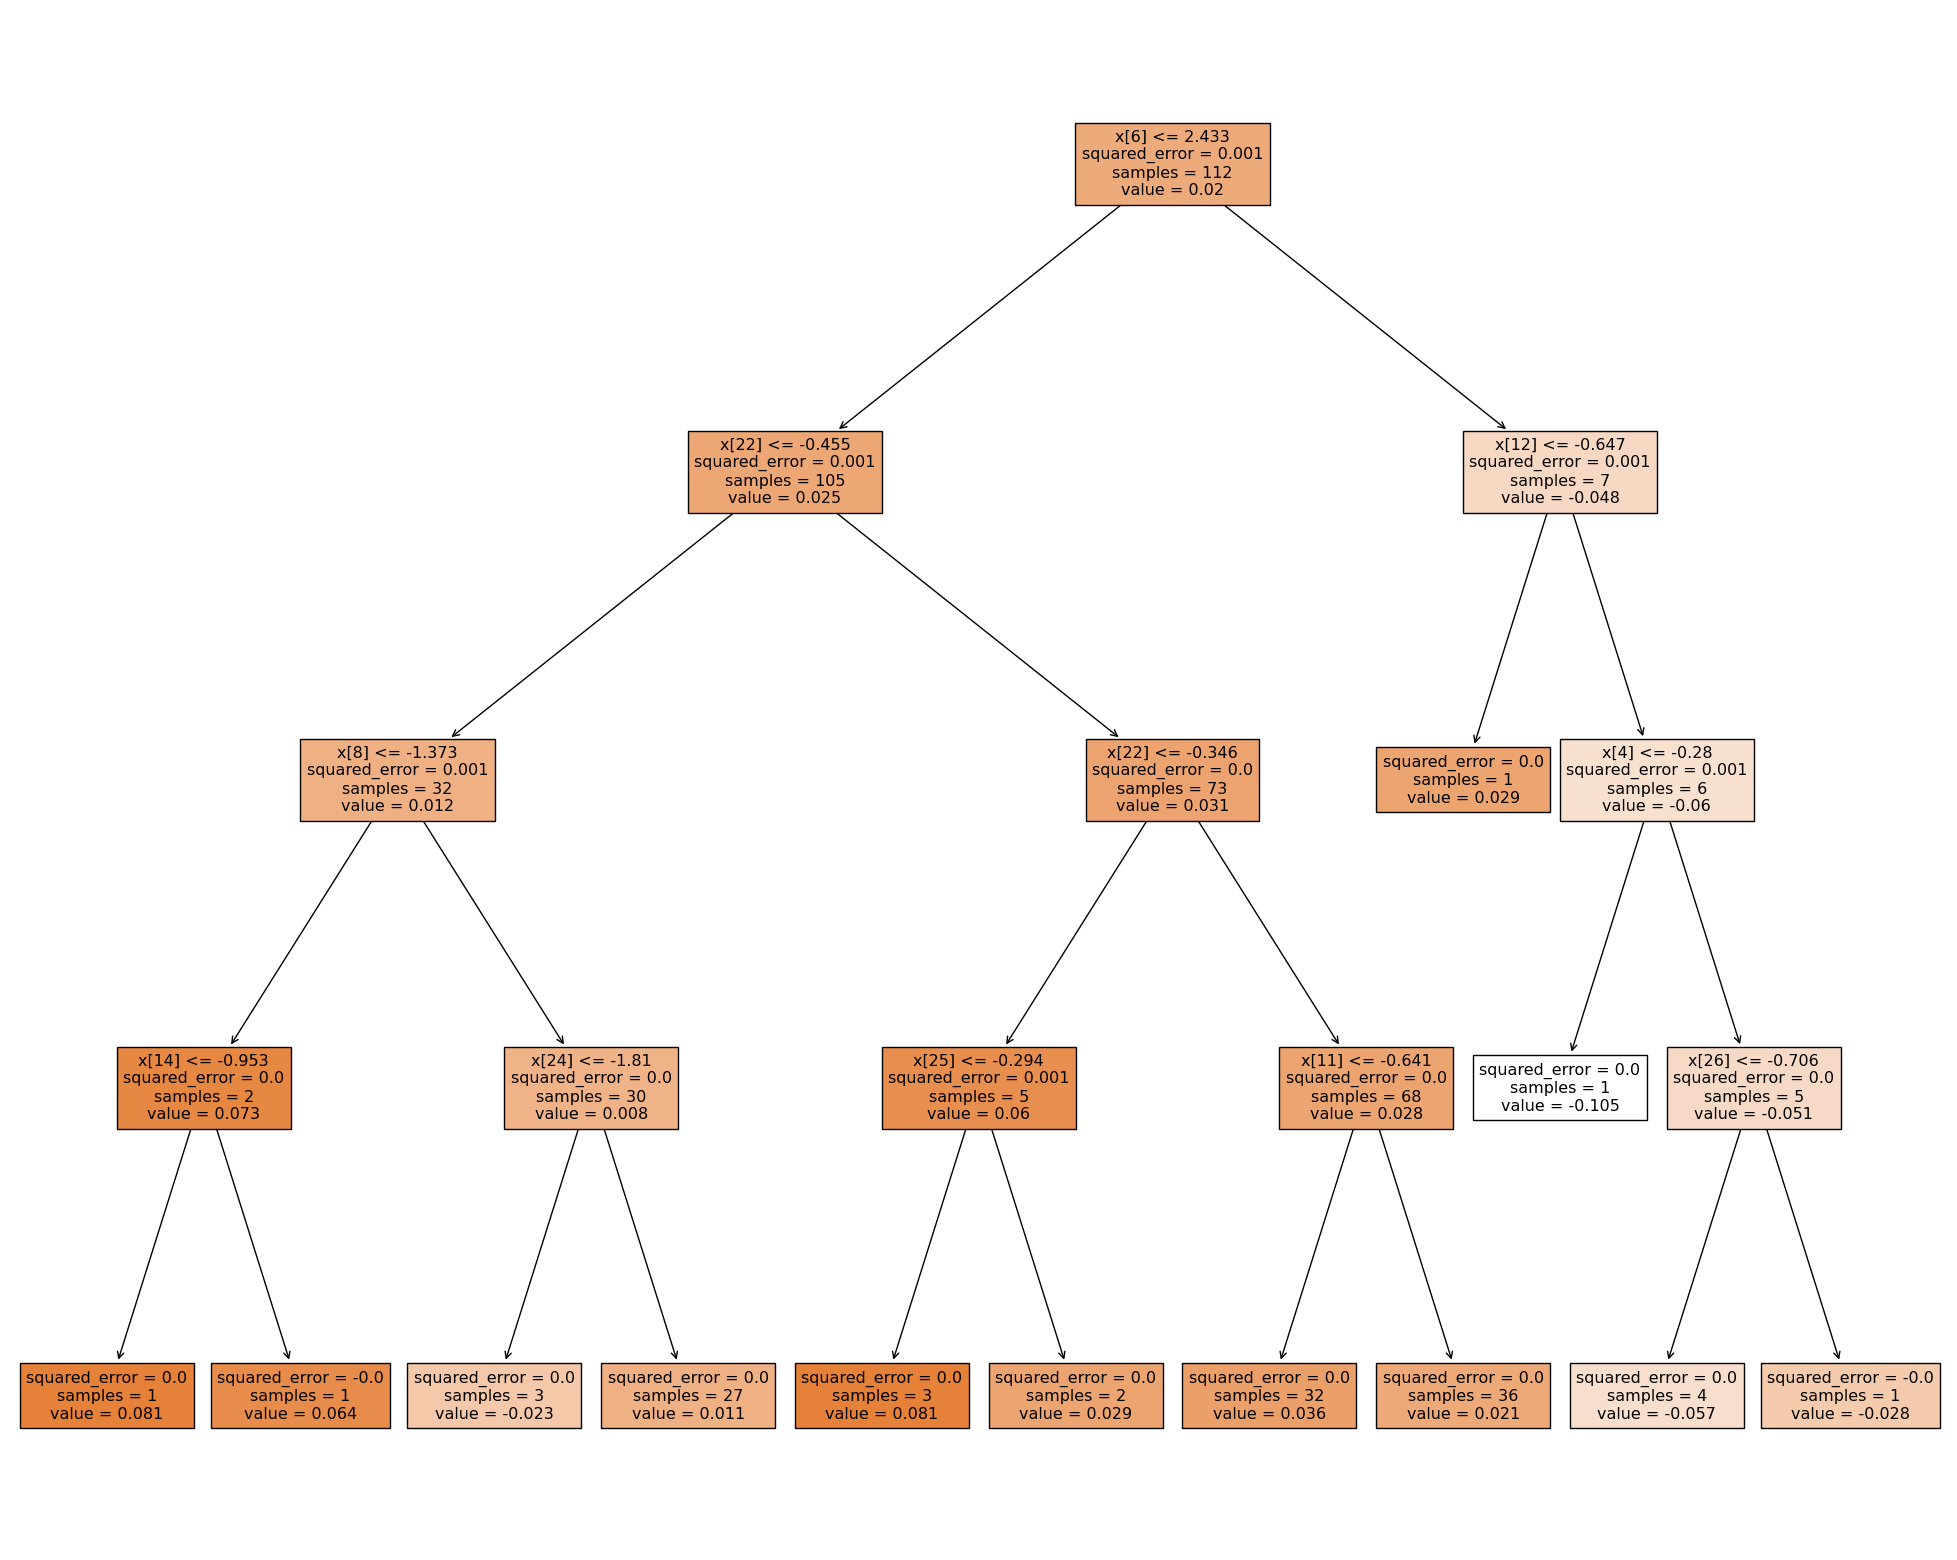 x[6] <= 2.433
squared_error = 0.001
samples = 112
value = 0.02
x[22] <= -0.455
squared_error = 0.001
samples = 105
value = 0.025
x[12] <= -0.647
squared_error = 0.001
samples = 7
value = -0.048
x[8] <= -1.373
squared_error = 0.001
samples = 32
value = 0.012
x[22] <= -0.346
squared_error = 0.0
samples = 73
value = 0.031
squared_error = 0.0
samples = 1
value = 0.029
x[4] <= -0.28
squared_error = 0.001
samples = 6
value = -0.06
x[14] <= -0.953
squared_error = 0.0
samples = 2
value = 0.073
x[24] <= -1.81
squared_error = 0.0
samples = 30
value = 0.008
x[25] <= -0.294
squared_error = 0.001
samples = 5
value = 0.06
x[11] <= -0.641
squared_error = 0.0
samples = 68
value = 0.028
squared_error = 0.0
samples = 1
value = -0.105
x[26] <= -0.706
squared_error = 0.0
samples = 5
value = -0.051
squared_error = 0.0
samples = 1
value = 0.081
squared_error = -0.0
samples = 1
value = 0.064
squared_error = 0.0
samples = 3
value = -0.023
squared_error = 0.0
samples = 27
value = 0.011
squared_error = 0.0
samples = 3
value = 0.081
squared_error = 0.0
samples = 2
value = 0.029
squared_error = 0.0
samples = 32
value = 0.036
squared_error = 0.0
samples = 36
value = 0.021
squared_error = 0.0
samples = 4
value = -0.057
squared_error = -0.0
samples = 1
value = -0.028